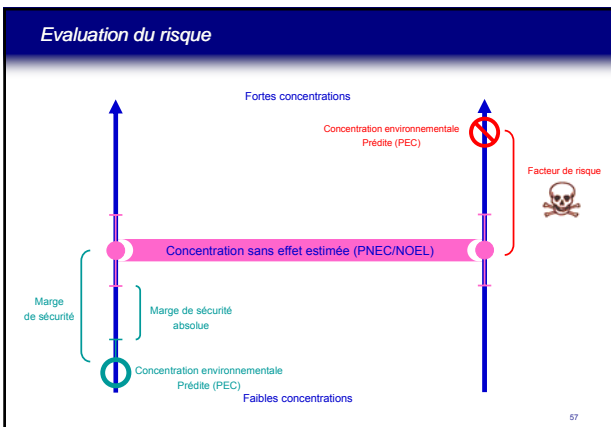 Evaluation du risque
Fortes concentrations
Concentration environnementale
Prédite (PEC)
Facteur de risque
Concentration sans effet estimée (PNEC/NOEL)
Marge
de sécurité
Marge de sécurité
absolue
Concentration environnementale
Prédite (PEC)
Faibles concentrations
57